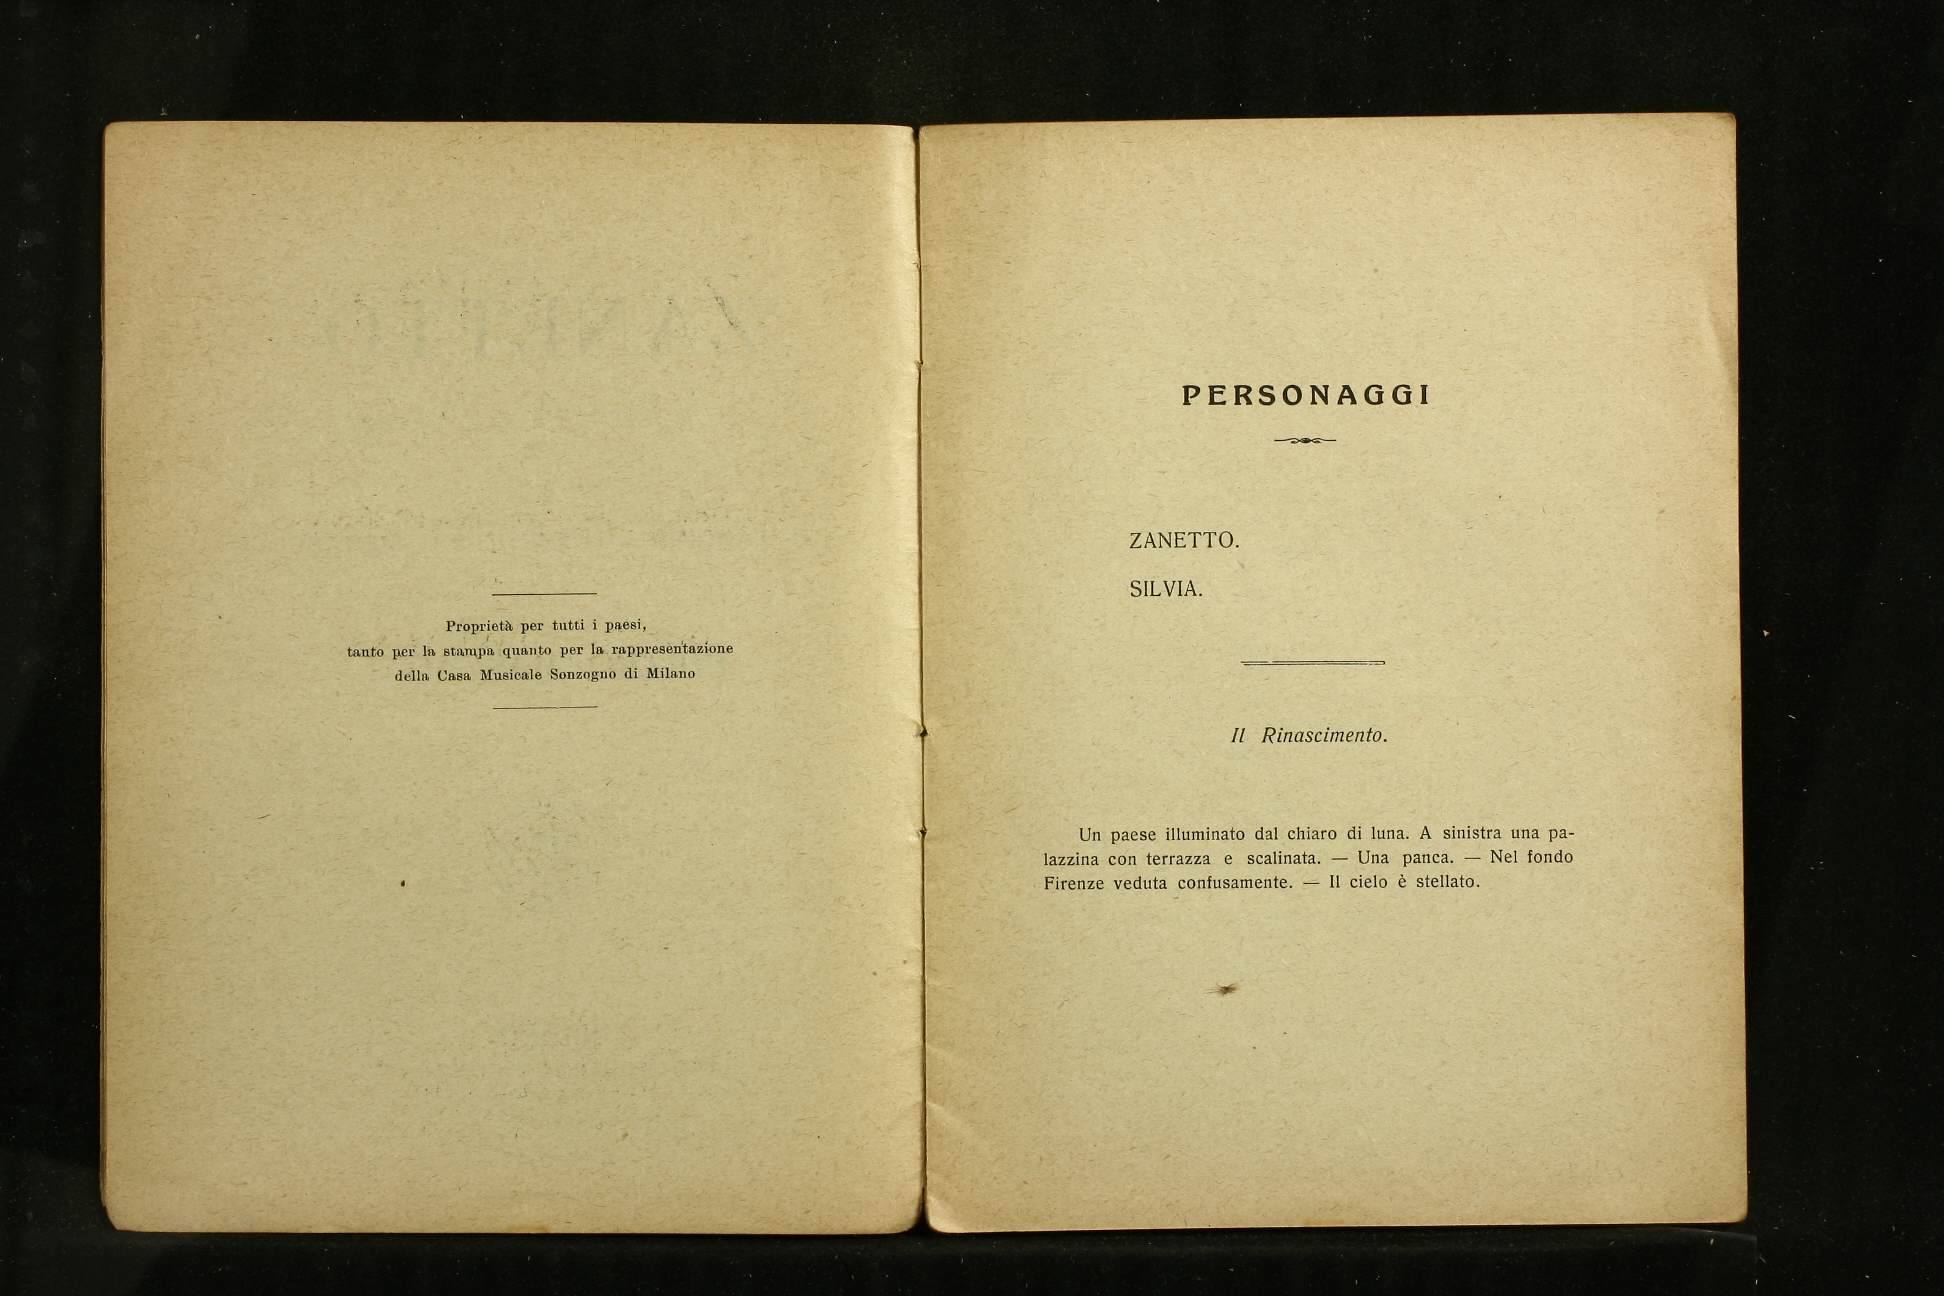 Proprietà per tutti i paesi,
tanto per la stampa quanto per la rappresentazione
della Casa Musicale Sonzogno di Milano
PERSONAGGI
ZANETTO.
SILVIA.
Il Rinascimento.
Un paese illuminato dal chiaro di luna. A sinistra una pa-
lazzina con terrazza e scalinata. — Una panca. — Nel fondo
Firenze veduta confusamente. — Il cielo è stellato.